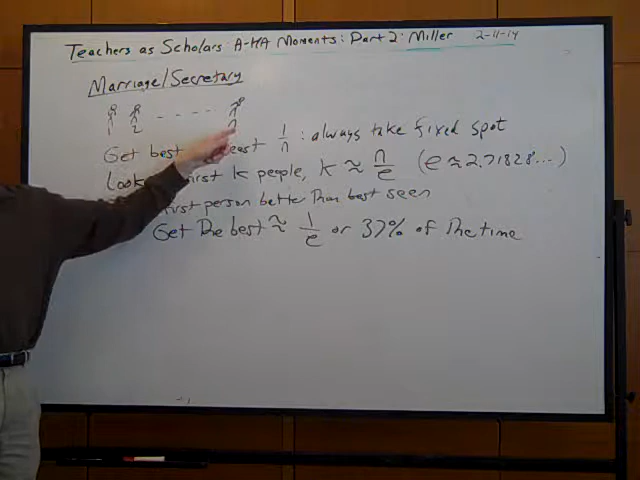 Teachers as Scholars: A-HA Moments: Part 2: Miller 2-11-14
Marriage/Secretary
1 2 - - - - - n
Get best least 1/n : always take fixed spot
Look first k people, k ≈ n/e (e ≈ 2.71828...)
first person better than best seen
Get the best ≈ 1/e or 37% of the time